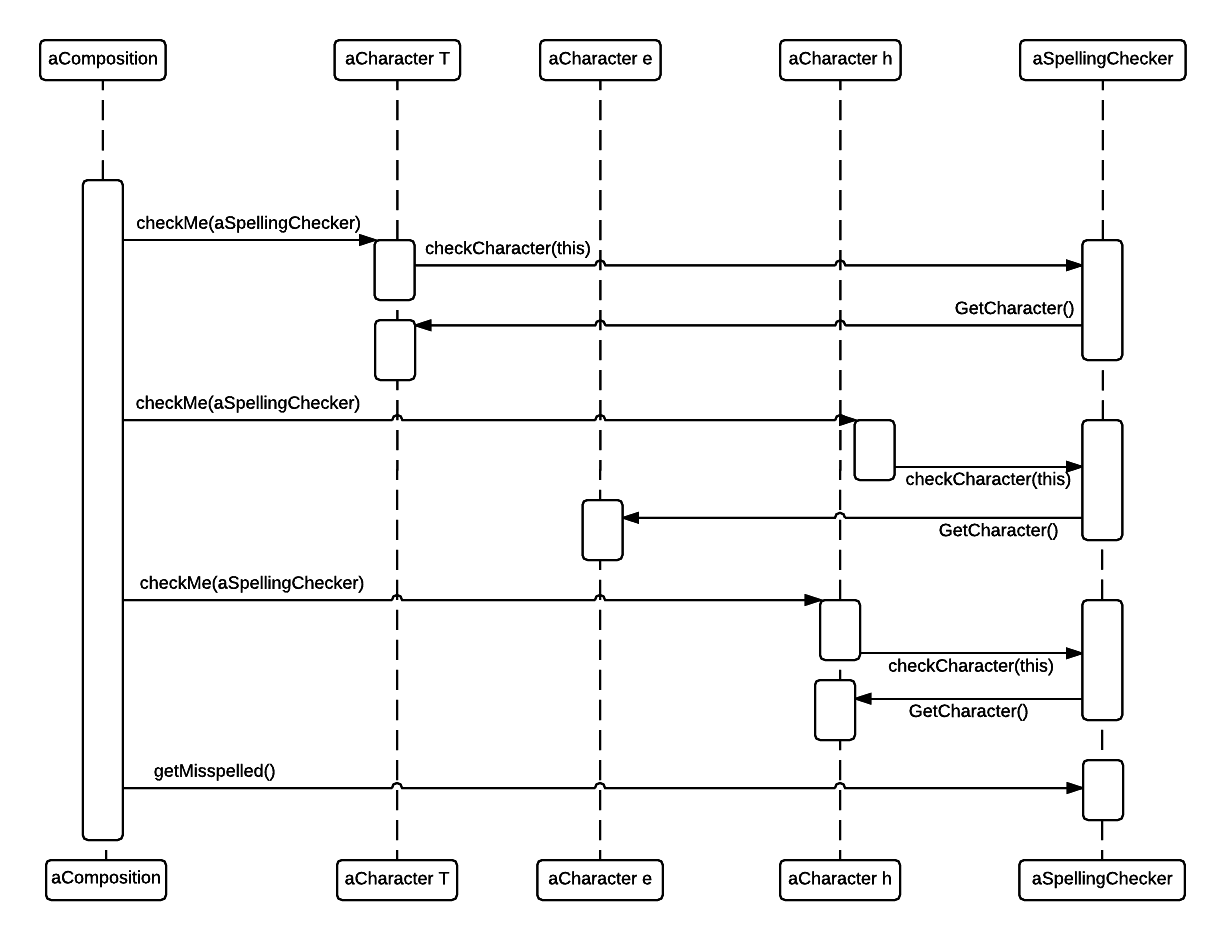 aComposition
aCharacter T
aCharacter e
aCharacter h
aSpellingChecker
checkMe(aSpellingChecker)
checkCharacter(this)
GetCharacter()
checkMe(aSpellingChecker)
checkCharacter(this)
GetCharacter()
checkMe(aSpellingChecker)
checkCharacter(this)
GetCharacter()
getMisspelled()
aComposition
aCharacter T
aCharacter e
aCharacter h
aSpellingChecker